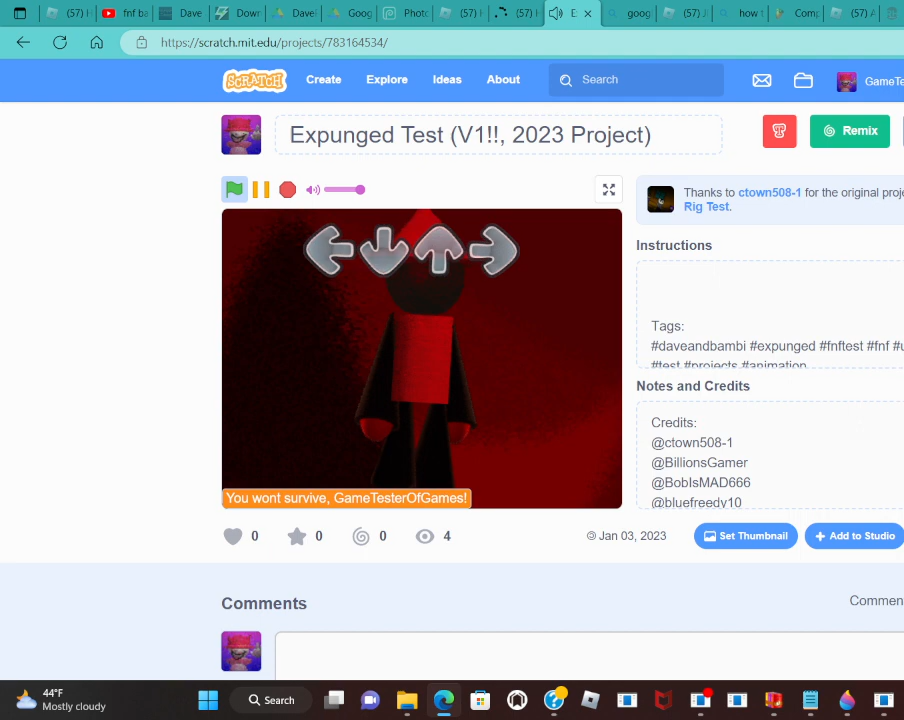 (57) H
fnf ba
Dave
Down
Davel
Goog
Photo
(57) H
(57) H
goog
(57) J
how t
Comp
(57) A
https://scratch.mit.edu/projects/783164534/
SCRATCH
Create
Explore
Ideas
About
Search
GameTe
Expunged Test (V1!!, 2023 Project)
Remix
Thanks to ctown508-1 for the original proje
Rig Test.
Instructions
Tags:
#daveandbambi #expunged #fnftest #fnf #u
#test #projects #animation
Notes and Credits
Credits:
@ctown508-1
@BillionsGamer
@BobIsMAD666
@bluefreedy10
You wont survive, GameTesterOfGames!
0
0
0
4
© Jan 03, 2023
Set Thumbnail
Add to Studio
Comments
Commen
44°F
Mostly cloudy
Search